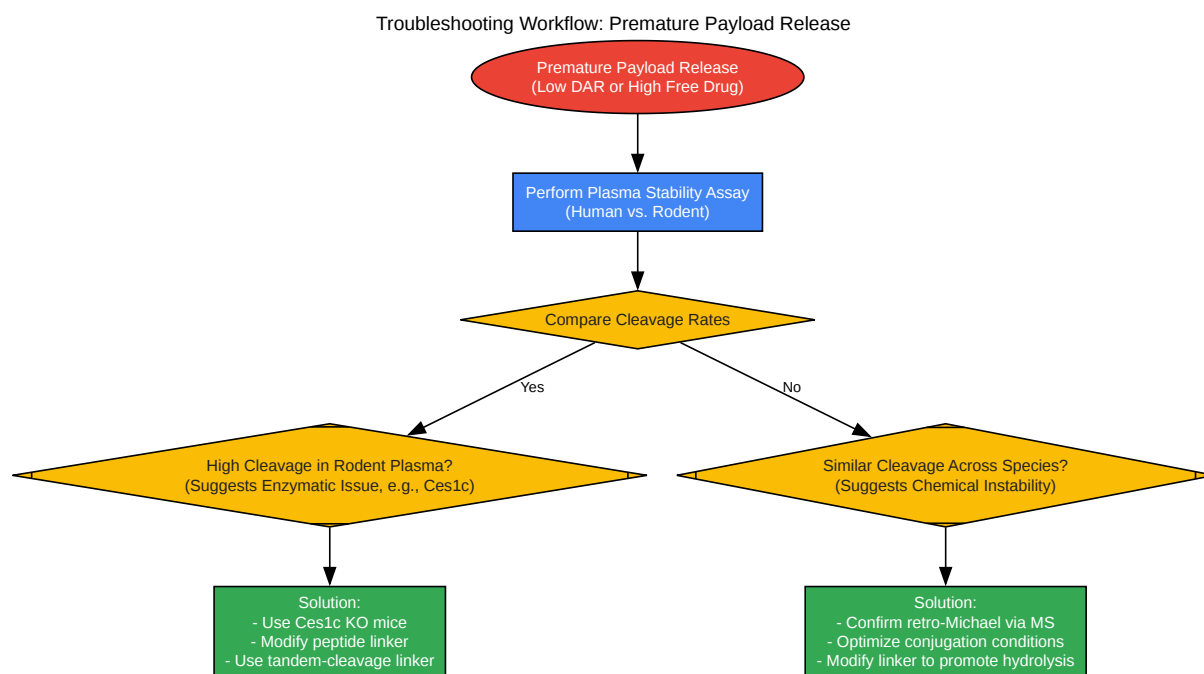 Troubleshooting Workflow: Premature Payload Release
Premature Payload Release
(Low DAR or High Free Drug)
Perform Plasma Stability Assay
(Human vs. Rodent)
Compare Cleavage Rates
Yes
No
High Cleavage in Rodent Plasma?
(Suggests Enzymatic Issue, e.g., Ces1c)
Similar Cleavage Across Species?
(Suggests Chemical Instability)
Solution:
- Use Ces1c KO mice
- Modify peptide linker
- Use tandem-cleavage linker
Solution:
- Confirm retro-Michael via MS
- Optimize conjugation conditions
- Modify linker to promote hydrolysis